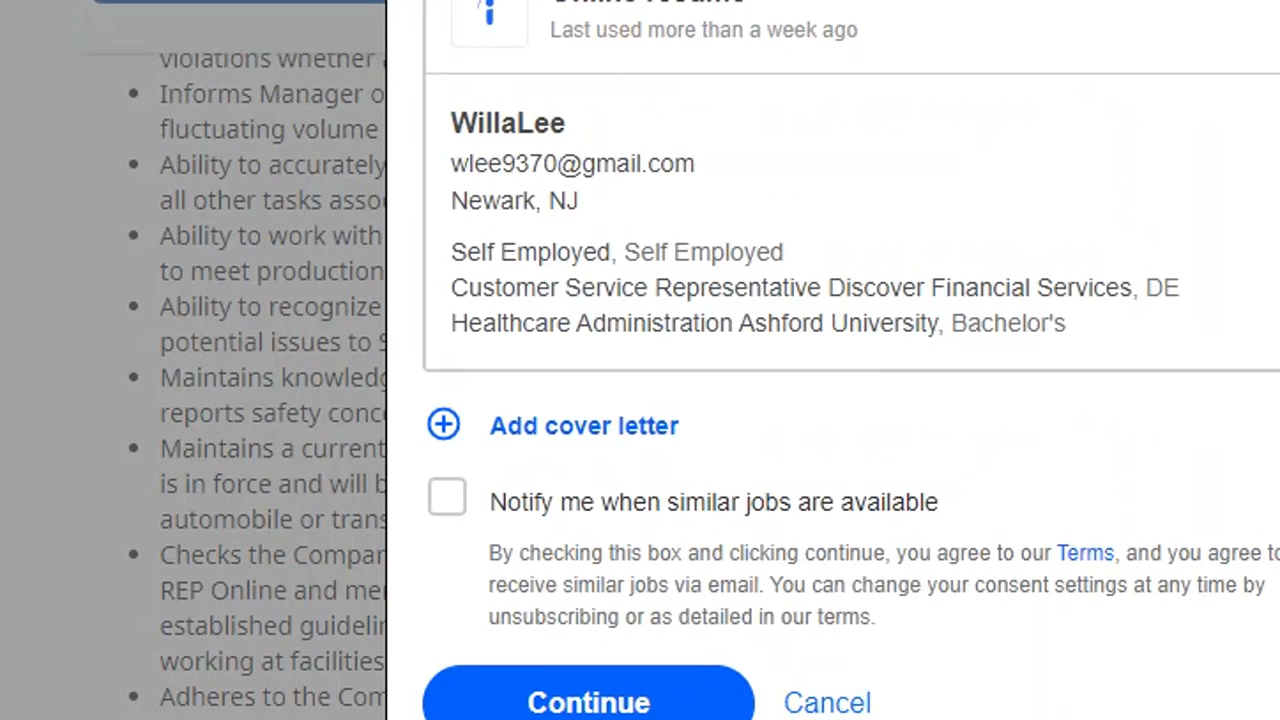 Last used more than a week ago
WillaLee
wlee9370@gmail.com
Newark, NJ
Self Employed, Self Employed
Customer Service Representative Discover Financial Services, DE
Healthcare Administration Ashford University, Bachelor's
Add cover letter
Notify me when similar jobs are available
By checking this box and clicking continue, you agree to our Terms, and you agree to
receive similar jobs via email. You can change your consent settings at any time by
unsubscribing or as detailed in our terms.
Continue
Cancel
violations whether
Informs Manager o
fluctuating volume
Ability to accurately
all other tasks asso
Ability to work with
to meet production
Ability to recognize
potential issues to S
Maintains knowledg
reports safety conce
Maintains a current
is in force and will b
automobile or trans
Checks the Compan
REP Online and me
established guidelin
working at facilities
Adheres to the Com